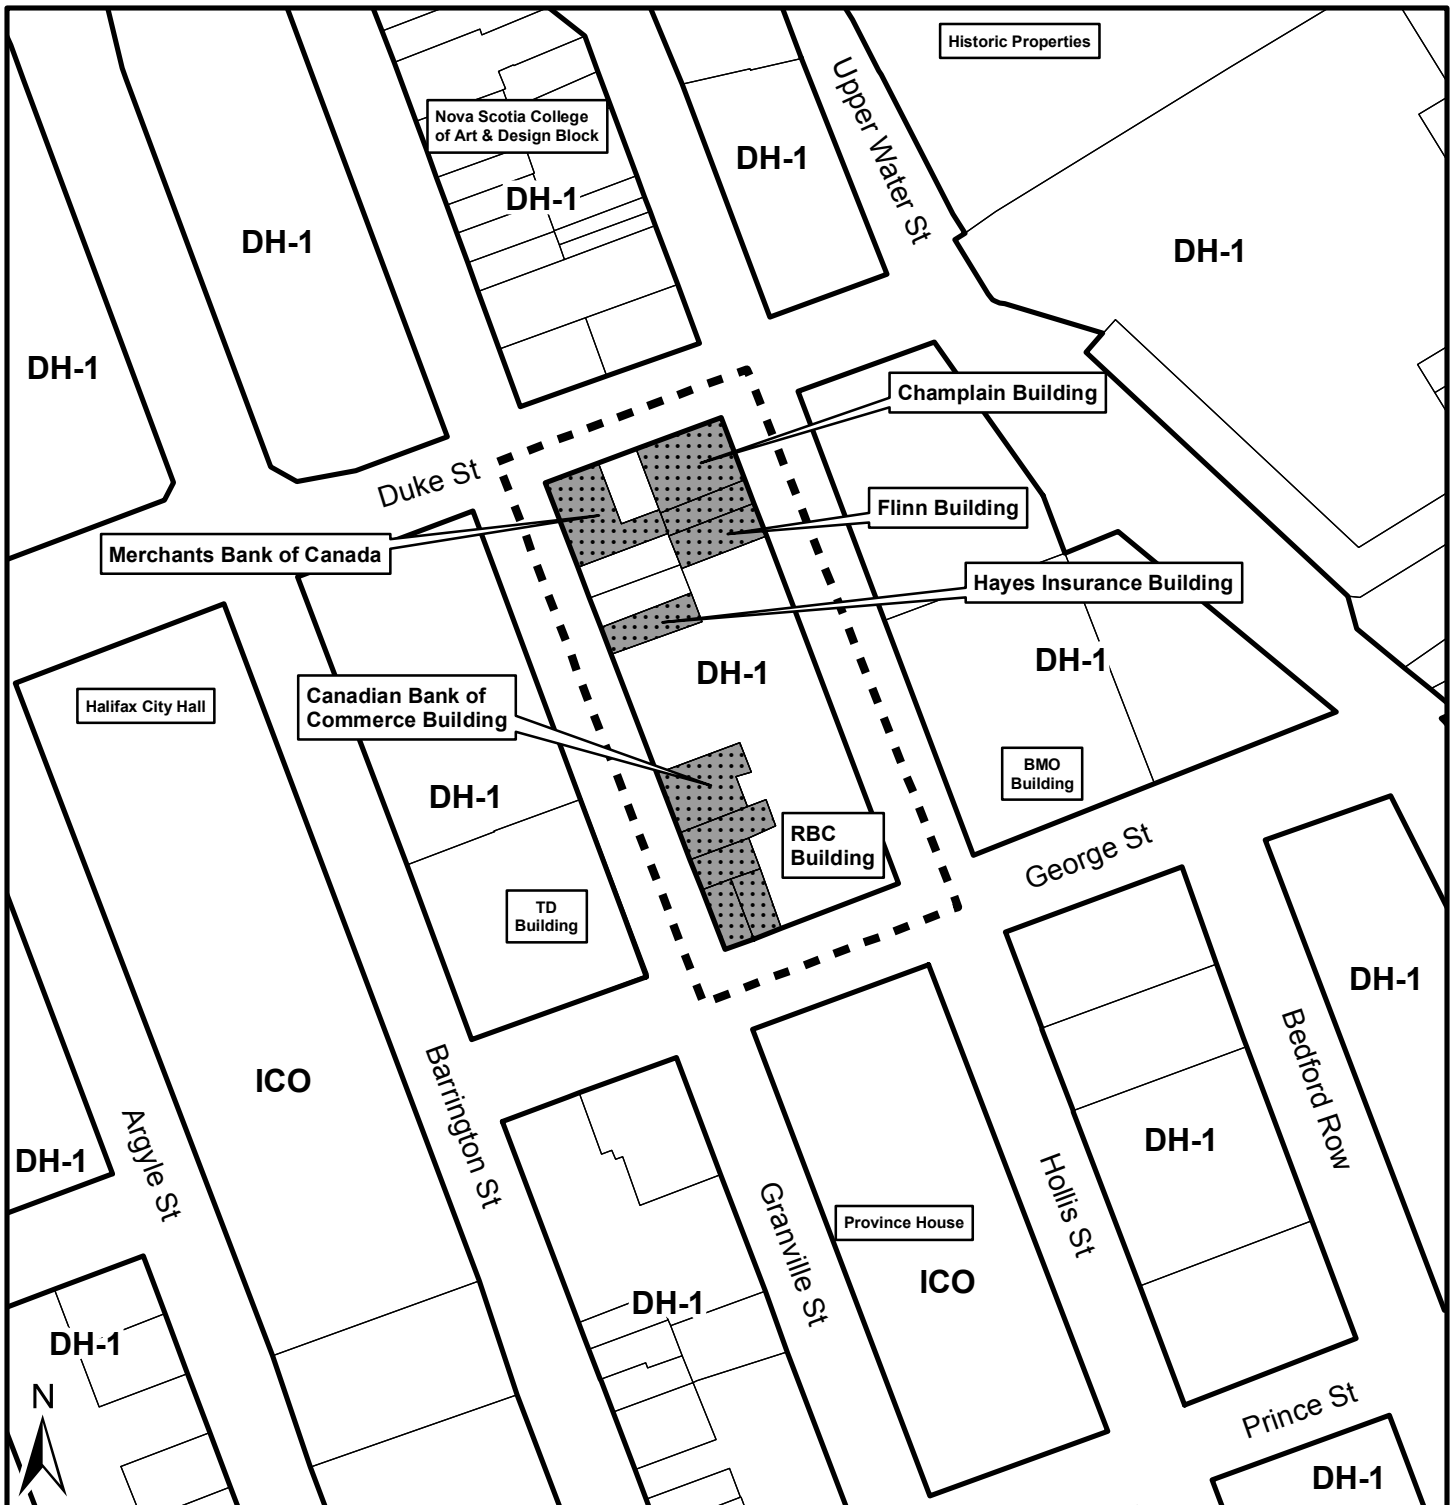 Historic Properties
Upper Water St
Nova Scotia College
of Art & Design Block
DH-1
DH-1
DH-1
DH-1
DH-1
Champlain Building
Duke St
Flinn Building
Merchants Bank of Canada
Hayes Insurance Building
DH-1
DH-1
Canadian Bank of
Commerce Building
Halifax City Hall
BMO
Building
DH-1
RBC
Building
George St
TD
Building
DH-1
Bedford Row
Barrington St
ICO
Argyle St
DH-1
DH-1
Hollis St
Granville St
Province House
ICO
DH-1
DH-1
N
Prince St
DH-1